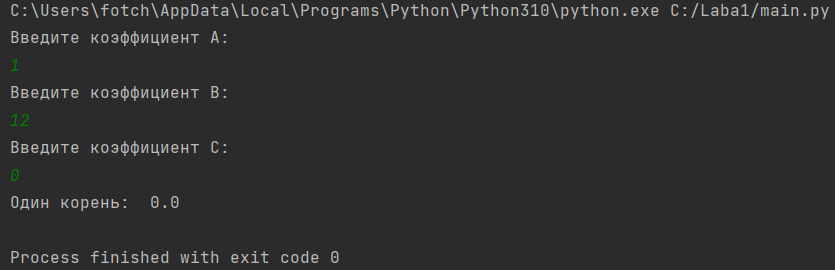 C:\Users\fotch\AppData\Local\Programs\Python\Python310\python.exe C:/Laba1/main.py
Введите коэффициент A:
1
Введите коэффициент B:
12
Введите коэффициент C:
0
Один корень:  0.0
Process finished with exit code 0